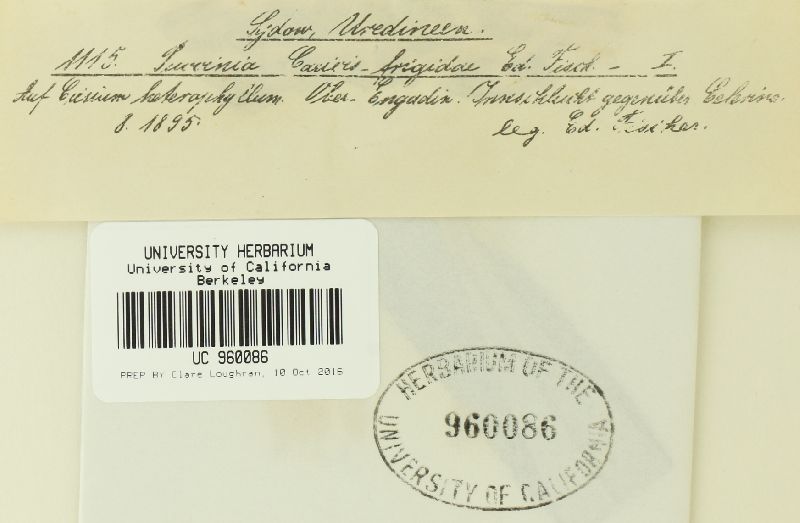 Sydow, Uredineen.
1115. Puccinia Caricis-frigidae Ed. Fisch. - I.
Auf Cirsium heterophyllum. Ober-Engadin. Innschlucht gegenüber Celerina.
8. 1895. leg. Ed. Fischer.
UNIVERSITY HERBARIUM
University of California
Berkeley
UC 960086
PREP BY Clare Loughran, 10 Oct 2016
HERBARIUM OF THE
960086
UNIVERSITY OF CALIFORNIA